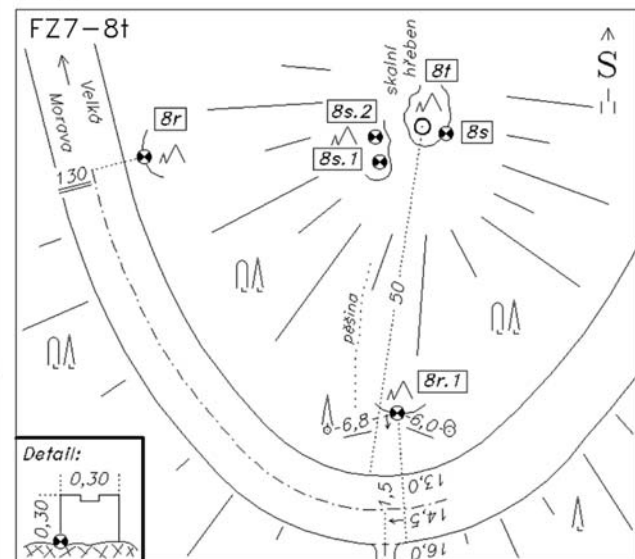 FZ7-8t
skalní
hřeben
8t
S
Velká
Morava
8r
8s.2
8s
8s.1
130
50
pěšina
8r.1
6,8
6,0
Detail:
0,30
0,30
1,5
13,0
14,5
16,0